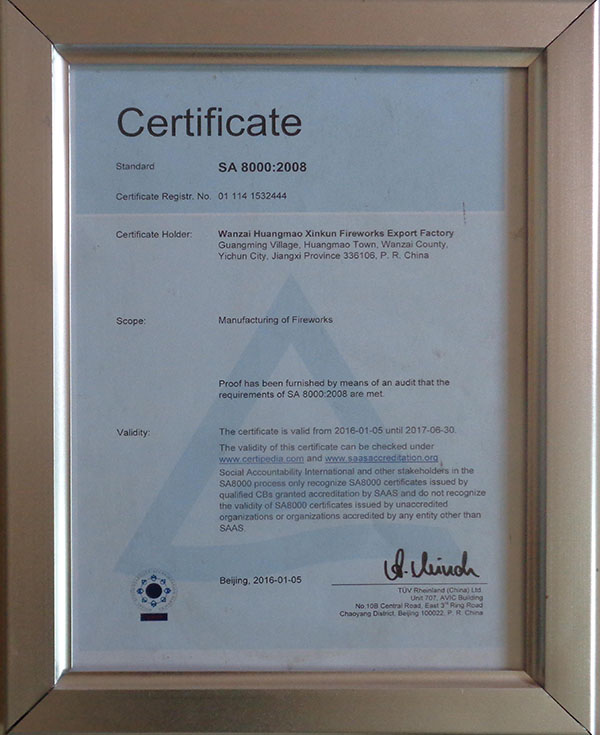 Certificate
Standard SA 8000:2008
Certificate Registr. No. 01 114 1532444
Certificate Holder: Wanzai Huangmao Xinkun Fireworks Export Factory
Guangming Village, Huangmao Town, Wanzai County,
Yichun City, Jiangxi Province 336106, P. R. China
Scope: Manufacturing of Fireworks
Proof has been furnished by means of an audit that the
requirements of SA 8000:2008 are met.
Validity: The certificate is valid from 2016-01-05 until 2017-06-30.
The validity of this certificate can be checked under
www.certipedia.com and www.saasaccreditation.org
Social Accountability International and other stakeholders in the
SA8000 process only recognize SA8000 certificates issued by
qualified CBs granted accreditation by SAAS and do not recognize
the validity of SA8000 certificates issued by unaccredited
organizations or organizations accredited by any entity other than
SAAS.
Beijing, 2016-01-05
TÜV Rheinland (China) Ltd.
Unit 707, AVIC Building
No.10B Central Road, East 3rd Ring Road
Chaoyang District, Beijing 100022, P. R. China